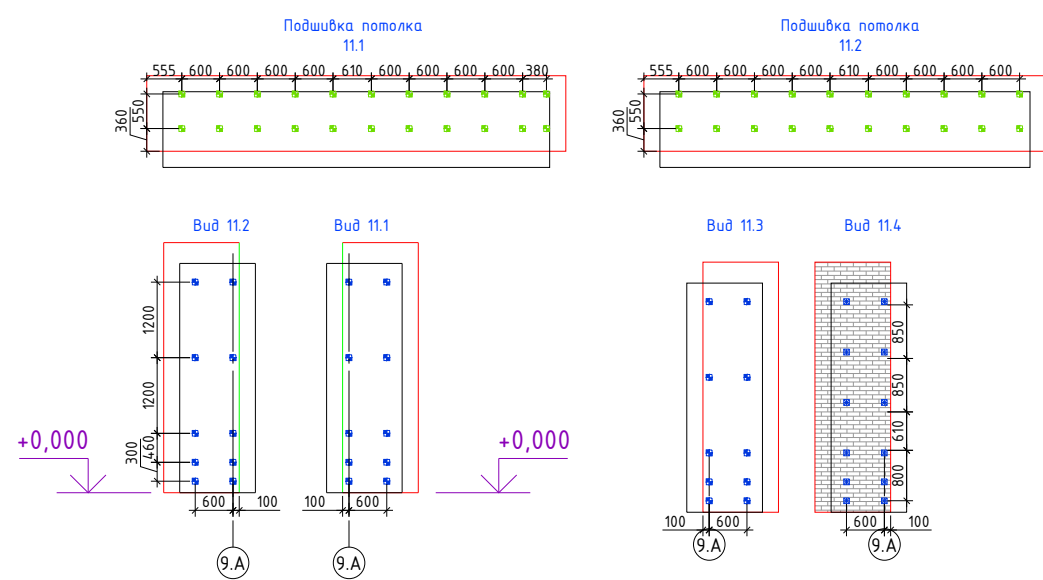 Подшивка потолка
11.1
555 600 600 600 600 610 600 600 600 600 380
360
550
Подшивка потолка
11.2
555 600 600 600 600 610 600 600 600 600
360
550
Вид 11.2
Вид 11.1
Вид 11.3
Вид 11.4
1200
1200
300
460
+0,000
+0,000
600 100
100 600
9.А
9.А
850
850
610
800
100 600
600 100
9.А
9.А